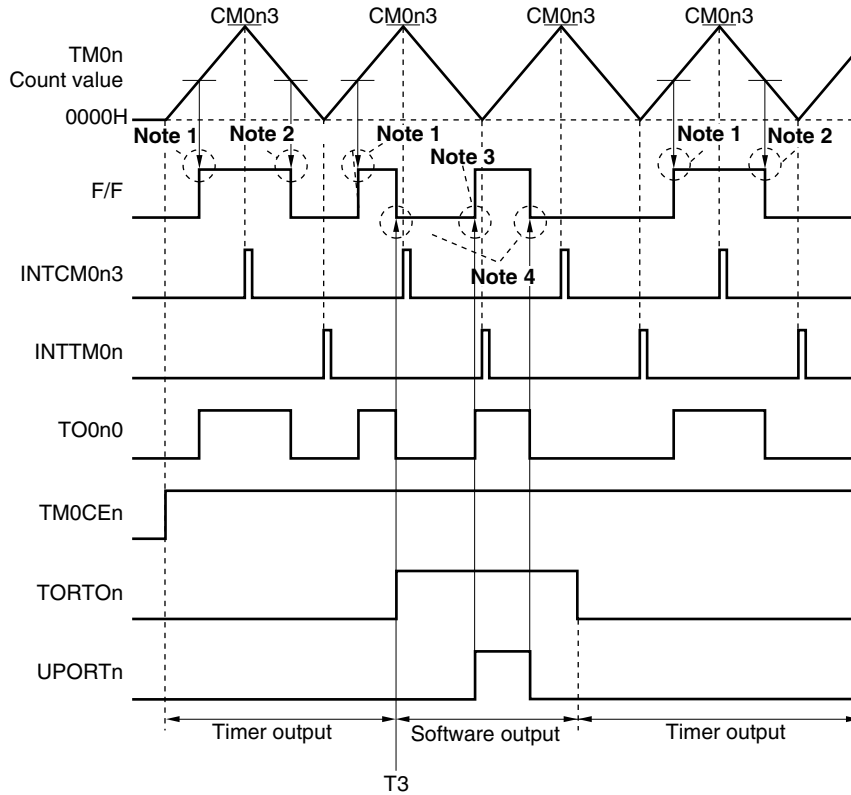 CM0n3 CM0n3 CM0n3 CM0n3
TM0n
Count value
0000H
Note 1 Note 2 Note 1 Note 1 Note 2
Note 3
F/F
Note 4
INTCM0n3
INTTM0n
TO0n0
TM0CEn
TORTOn
UPORTn
Timer output Software output Timer output
T3